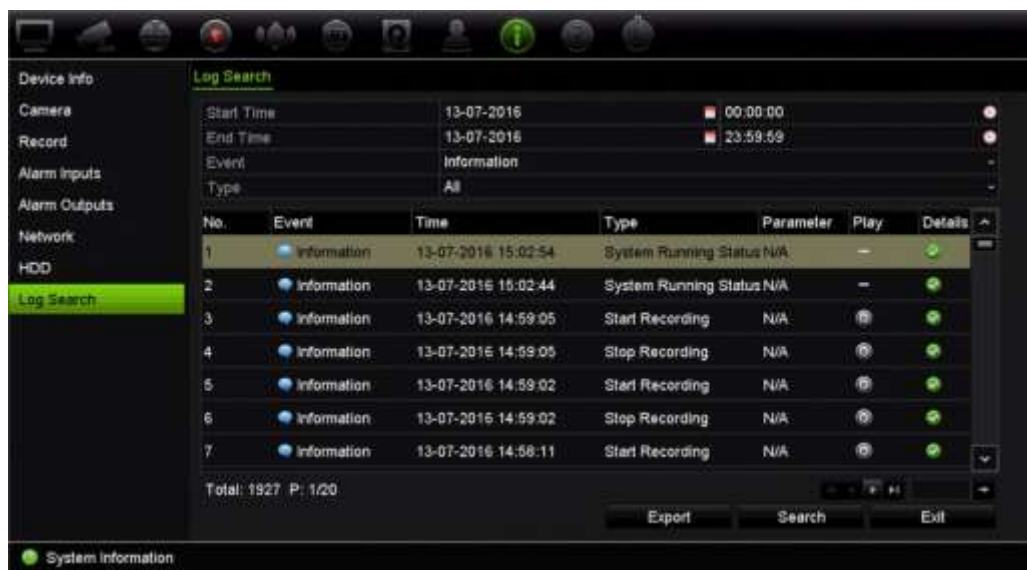 Device Info
Camera
Record
Alarm Inputs
Alarm Outputs
Network
HDD
Log Search
Log Search
Start Time 13-07-2016 00:00:00
End Time 13-07-2016 23:59:59
Event Information
Type All
No. Event Time Type Parameter Play Details
1 Information 13-07-2016 15:02:54 System Running Status N/A
2 Information 13-07-2016 15:02:44 System Running Status N/A
3 Information 13-07-2016 14:59:05 Start Recording N/A
4 Information 13-07-2016 14:59:05 Stop Recording N/A
5 Information 13-07-2016 14:59:02 Start Recording N/A
6 Information 13-07-2016 14:59:02 Stop Recording N/A
7 Information 13-07-2016 14:58:11 Start Recording N/A
Total: 1927 P: 1/20
Export Search Exit
System Information